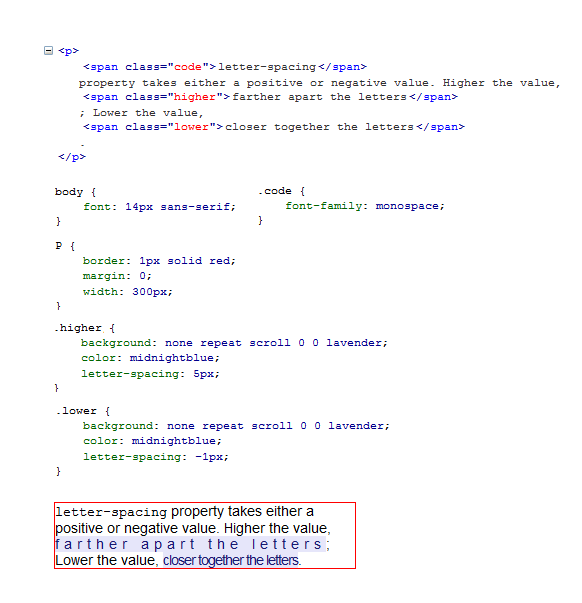 <p>
<span class="code">letter-spacing</span>
property takes either a positive or negative value. Higher the value,
<span class="higher">farther apart the letters</span>
; Lower the value,
<span class="lower">closer together the letters</span>
.
</p>
body {
font: 14px sans-serif;
}
.code {
font-family: monospace;
}
P {
border: 1px solid red;
margin: 0;
width: 300px;
}
.higher {
background: none repeat scroll 0 0 lavender;
color: midnightblue;
letter-spacing: 5px;
}
.lower {
background: none repeat scroll 0 0 lavender;
color: midnightblue;
letter-spacing: -1px;
}
letter-spacing property takes either a
positive or negative value. Higher the value,
farther apart the letters;
Lower the value, closer together the letters.